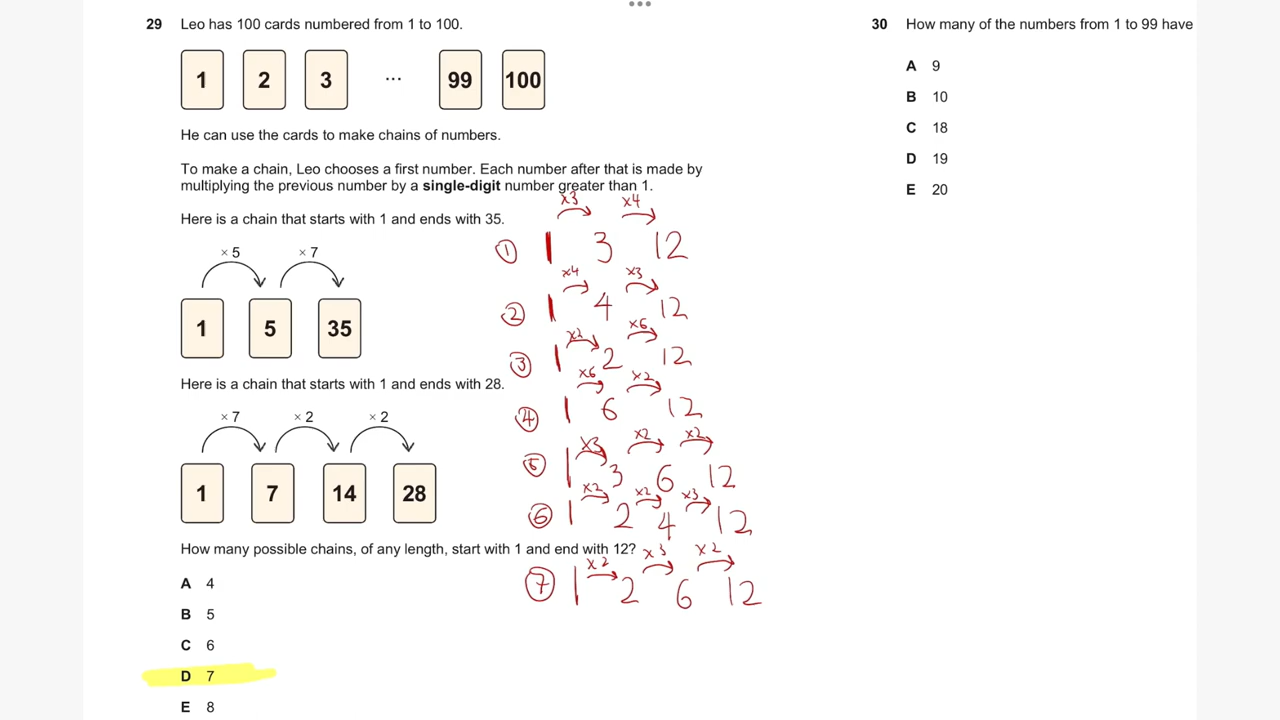 29 Leo has 100 cards numbered from 1 to 100.
1 2 3 ... 99 100
He can use the cards to make chains of numbers.
To make a chain, Leo chooses a first number. Each number after that is made by
multiplying the previous number by a single-digit number greater than 1.
Here is a chain that starts with 1 and ends with 35.
× 5 × 7
1 5 35
Here is a chain that starts with 1 and ends with 28.
× 7 × 2 × 2
1 7 14 28
How many possible chains, of any length, start with 1 and end with 12?
A 4
B 5
C 6
D 7
E 8
x3 x4
① 1 3 12
x4 x3
② 1 4 12
x2 x6
③ 1 2 12
x6 x2
④ 1 6 12
x3 x2 x2
⑤ 1 3 6 12
x2 x2 x3
⑥ 1 2 4 12
x2 x3 x2
⑦ 1 2 6 12
30 How many of the numbers from 1 to 99 have
A 9
B 10
C 18
D 19
E 20